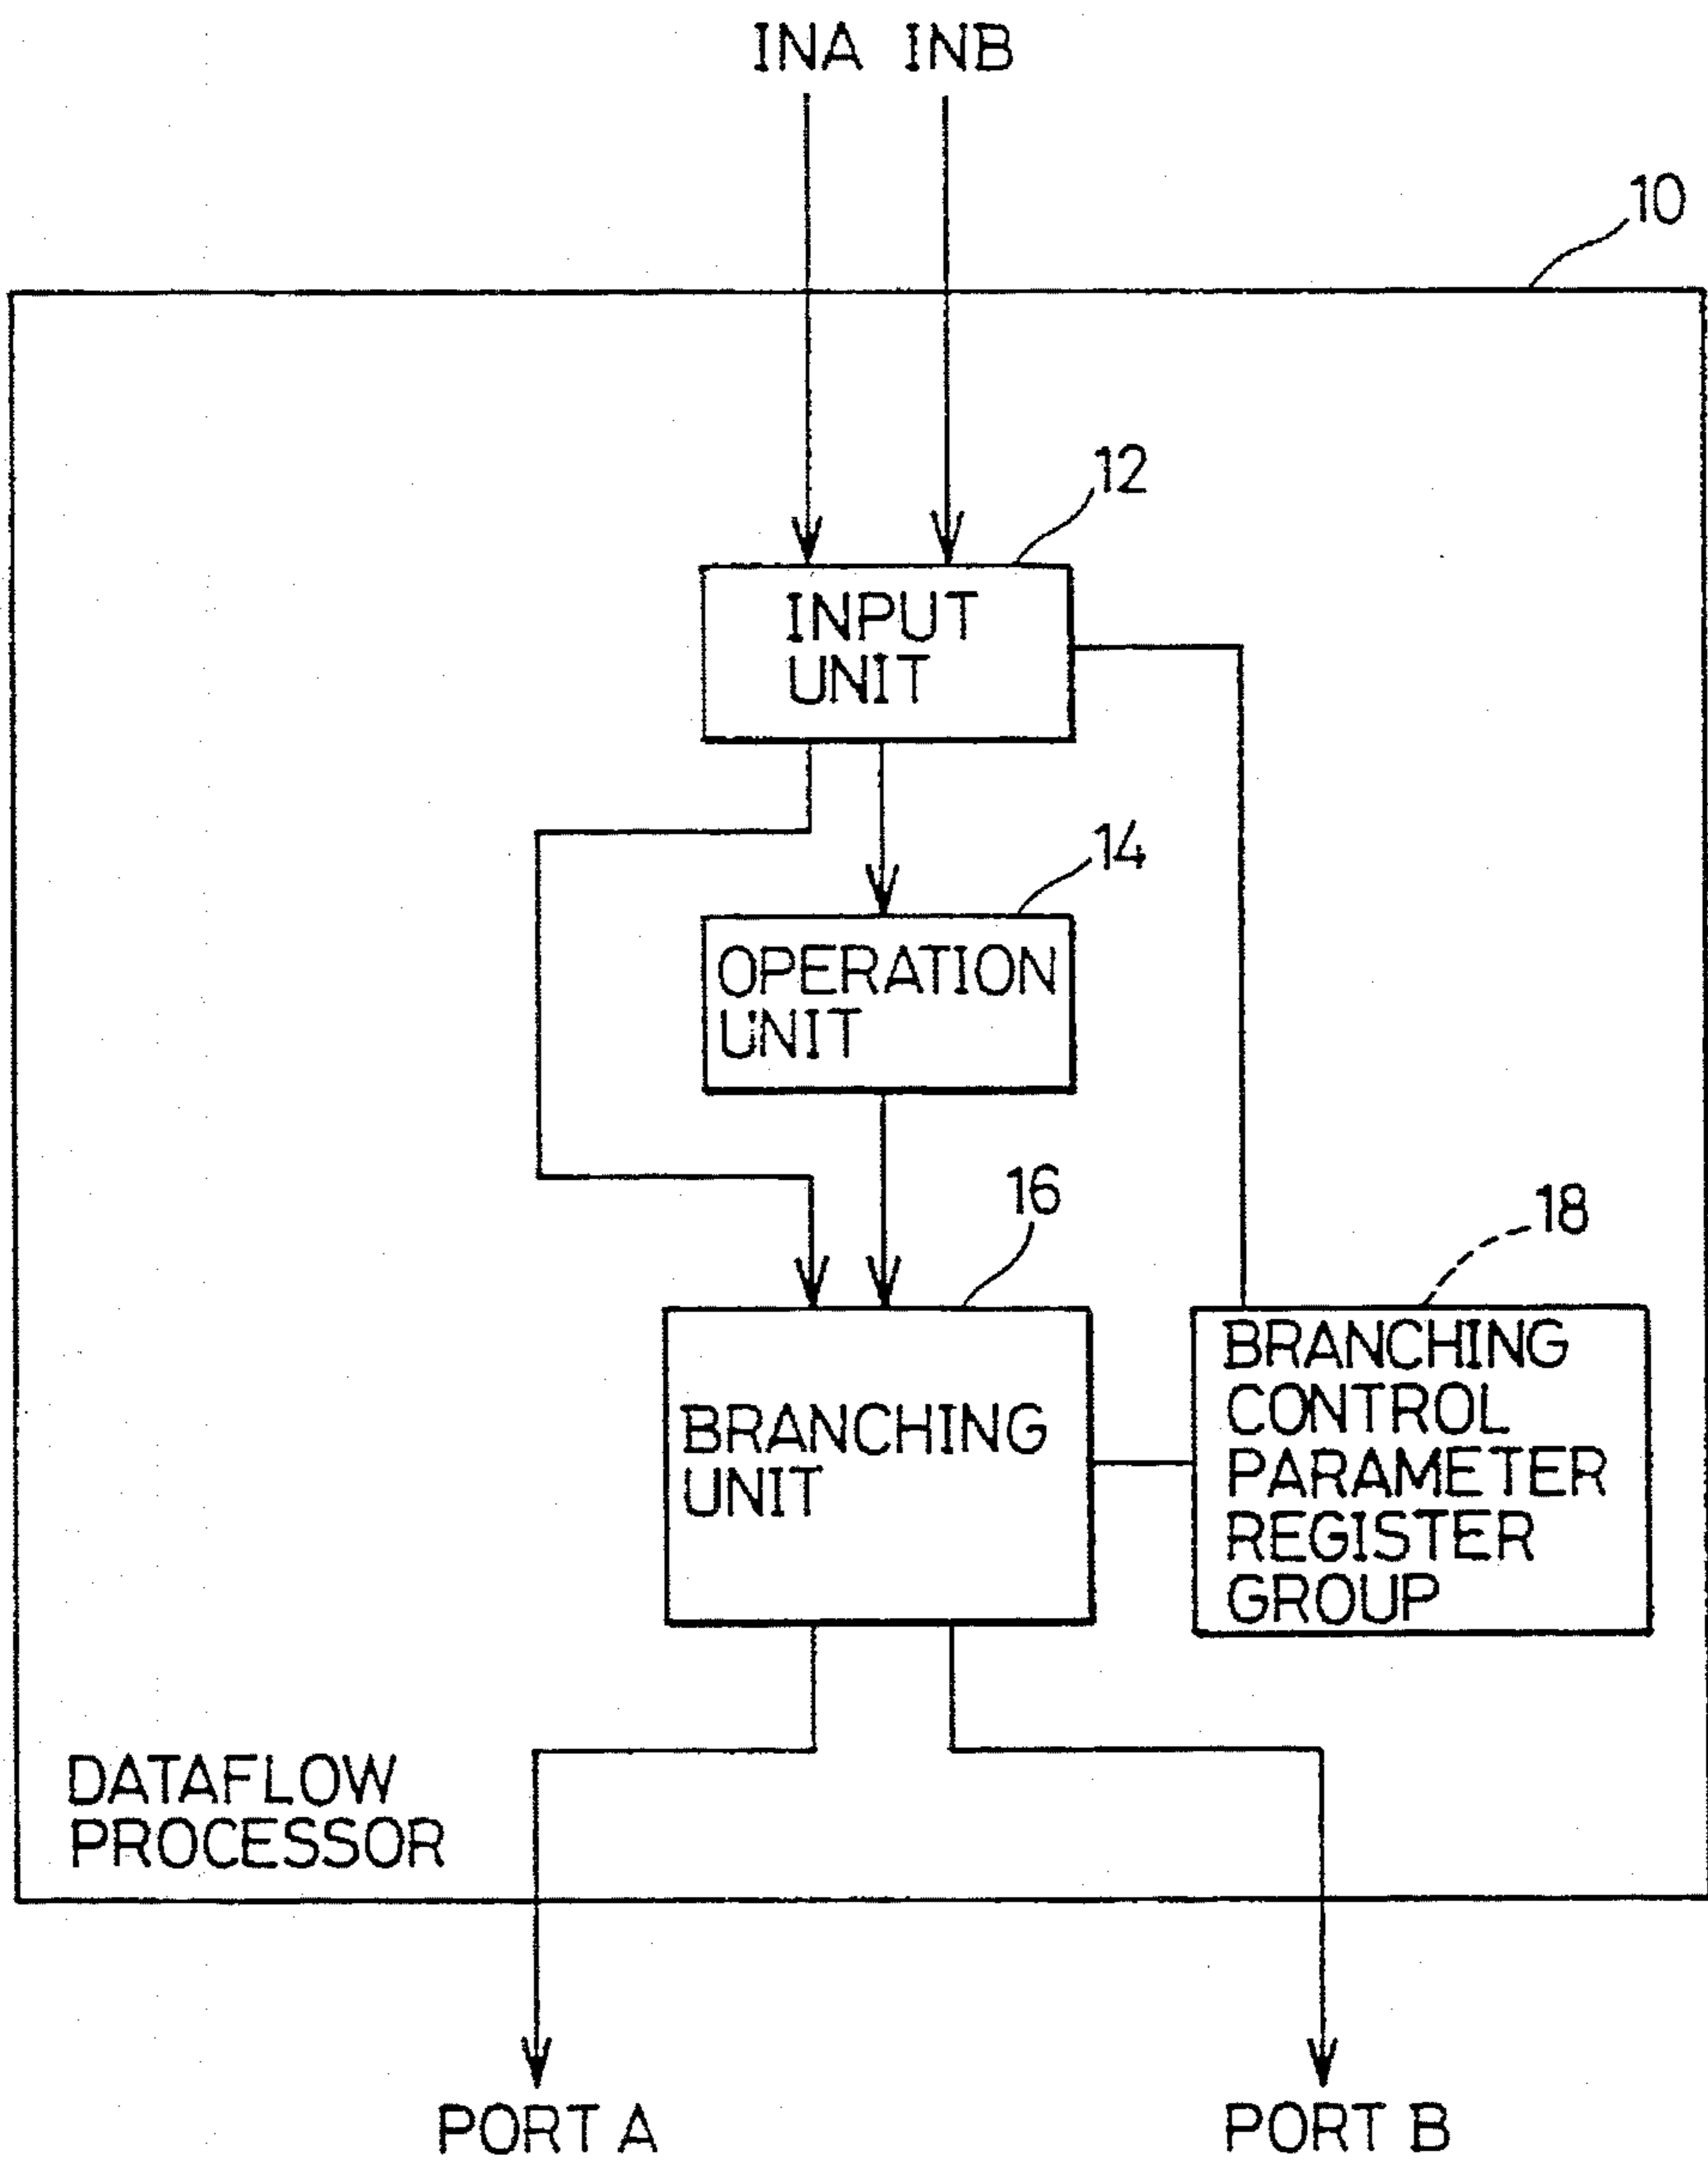 INA INB
10
12
INPUT
UNIT
14
OPERATION
UNIT
16
18
BRANCHING
UNIT
BRANCHING
CONTROL
PARAMETER
REGISTER
GROUP
DATAFLOW
PROCESSOR
PORT A
PORT B